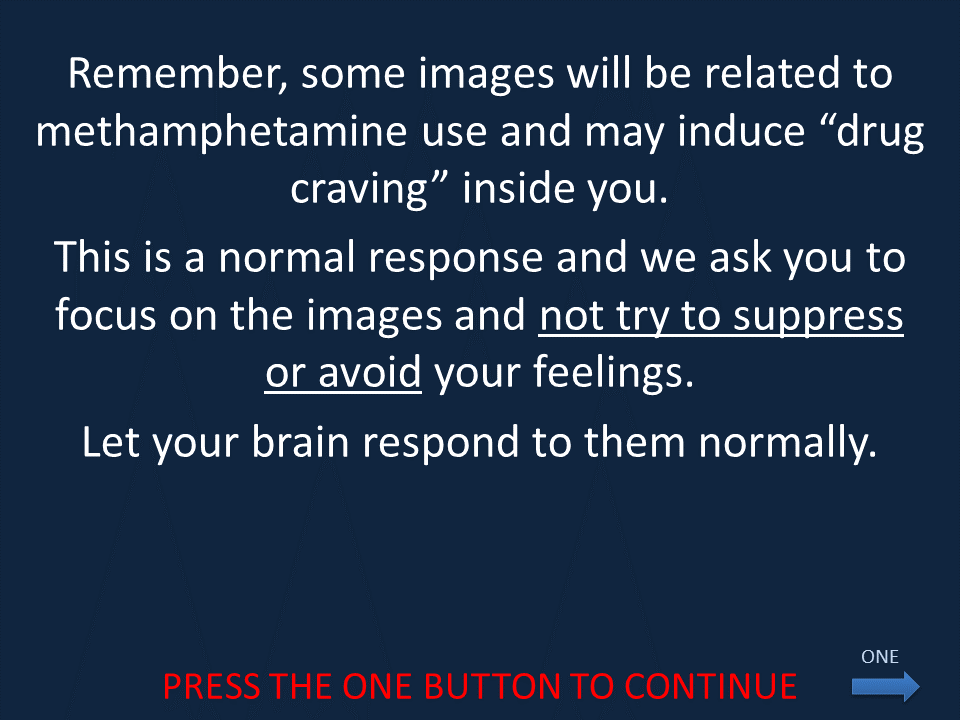 Remember, some images will be related to
methamphetamine use and may induce “drug
craving” inside you.
This is a normal response and we ask you to
focus on the images and not try to suppress
or avoid your feelings.
Let your brain respond to them normally.
ONE
PRESS THE ONE BUTTON TO CONTINUE